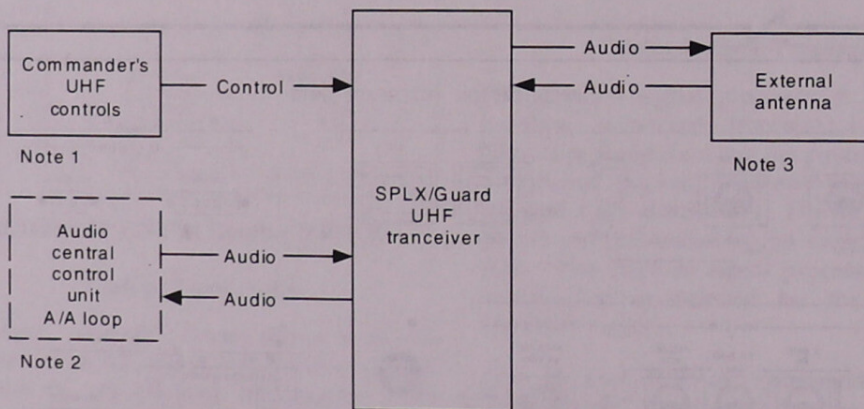 Commander's
UHF
controls
Note 1
Control
Audio
central
control
unit
A/A loop
Note 2
Audio
Audio
SPLX/Guard
UHF
tranceiver
Audio
Audio
External
antenna
Note 3